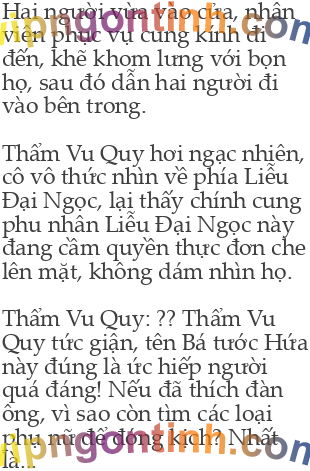 Hai người vừa vào cửa, nhân
viên phục vụ cung kính đi
đến, khẽ khom lưng với bọn
họ, sau đó dẫn hai người đi
vào bên trong.
Thẩm Vu Quy hơi ngạc nhiên,
cô vô thức nhìn về phía Liễu
Đại Ngọc, lại thấy chính cung
phu nhân Liễu Đại Ngọc này
đang cầm quyển thực đơn che
lên mặt, không dám nhìn họ.
Thẩm Vu Quy: ?? Thẩm Vu
Quy tức giận, tên Bá tước Hứa
này đúng là ức hiếp người
quá đáng! Nếu đã thích đàn
ông, vì sao còn tìm các loại
phụ nữ để đóng kịch? Nhất
là...
vipngontinh.com
vipngontinh.com